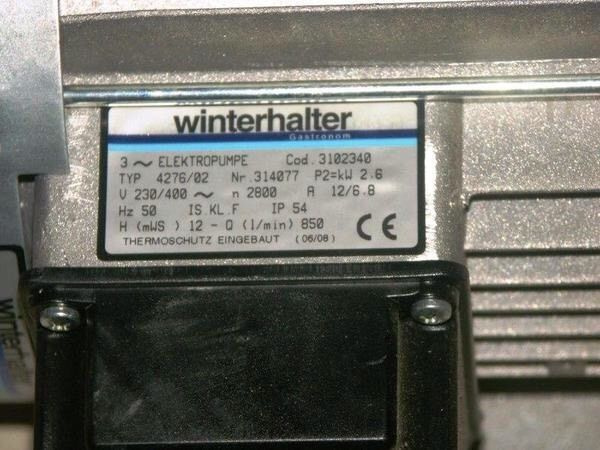 winterhalter
Gastronom
3 ~ ELEKTROPUMPE Cod. 3102340
TYP 4276/02 Nr. 314077 P2=kW 2.6
V 230/400 ~ n 2800 A 12/6.8
Hz 50 IS.KL.F IP 54
H (mWS ) 12 - Q (l/min) 850
THERMOSCHUTZ EINGEBAUT ( 06/08 )
CE